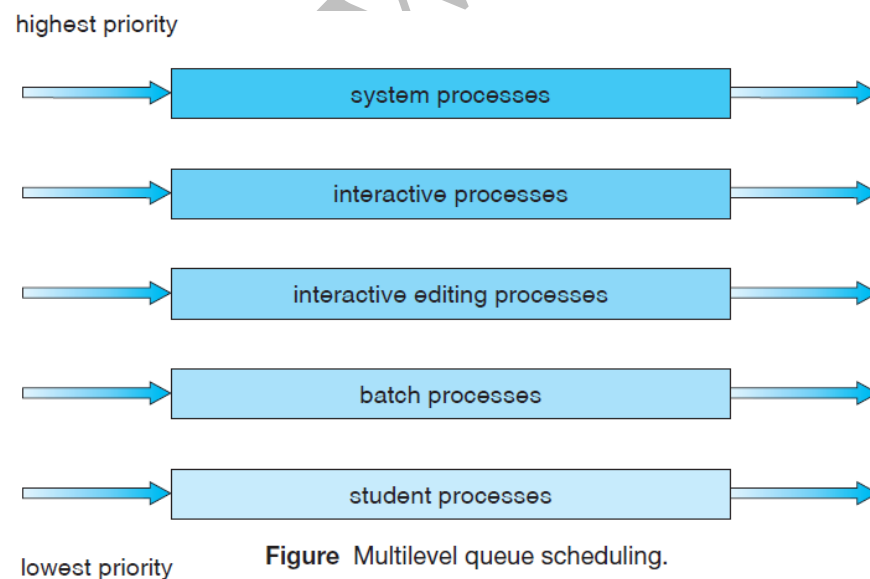 highest priority
system processes
interactive processes
interactive editing processes
batch processes
student processes
lowest priority
Figure Multilevel queue scheduling.